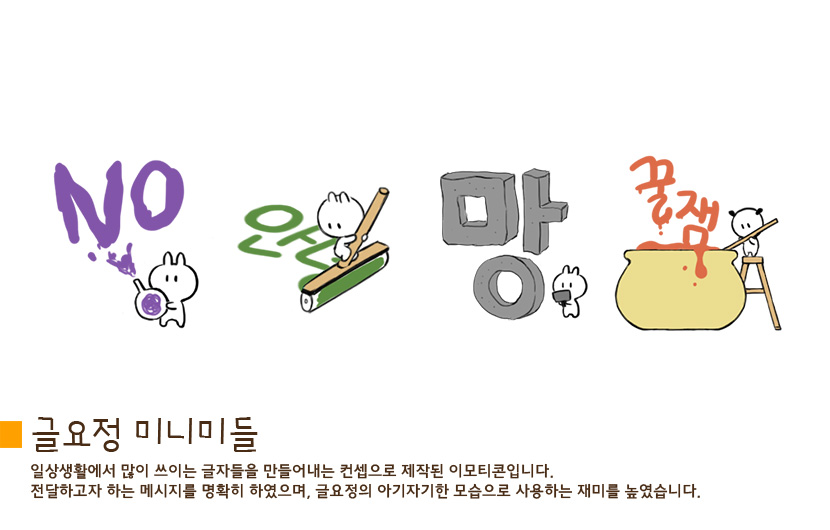 NO
안
망
꿀
잼
글요정 미니미들
일상생활에서 많이 쓰이는 글자들을 만들어내는 컨셉으로 제작된 이모티콘입니다.
전달하고자 하는 메시지를 명확히 하였으며, 글요정의 아기자기한 모습으로 사용하는 재미를 높였습니다.